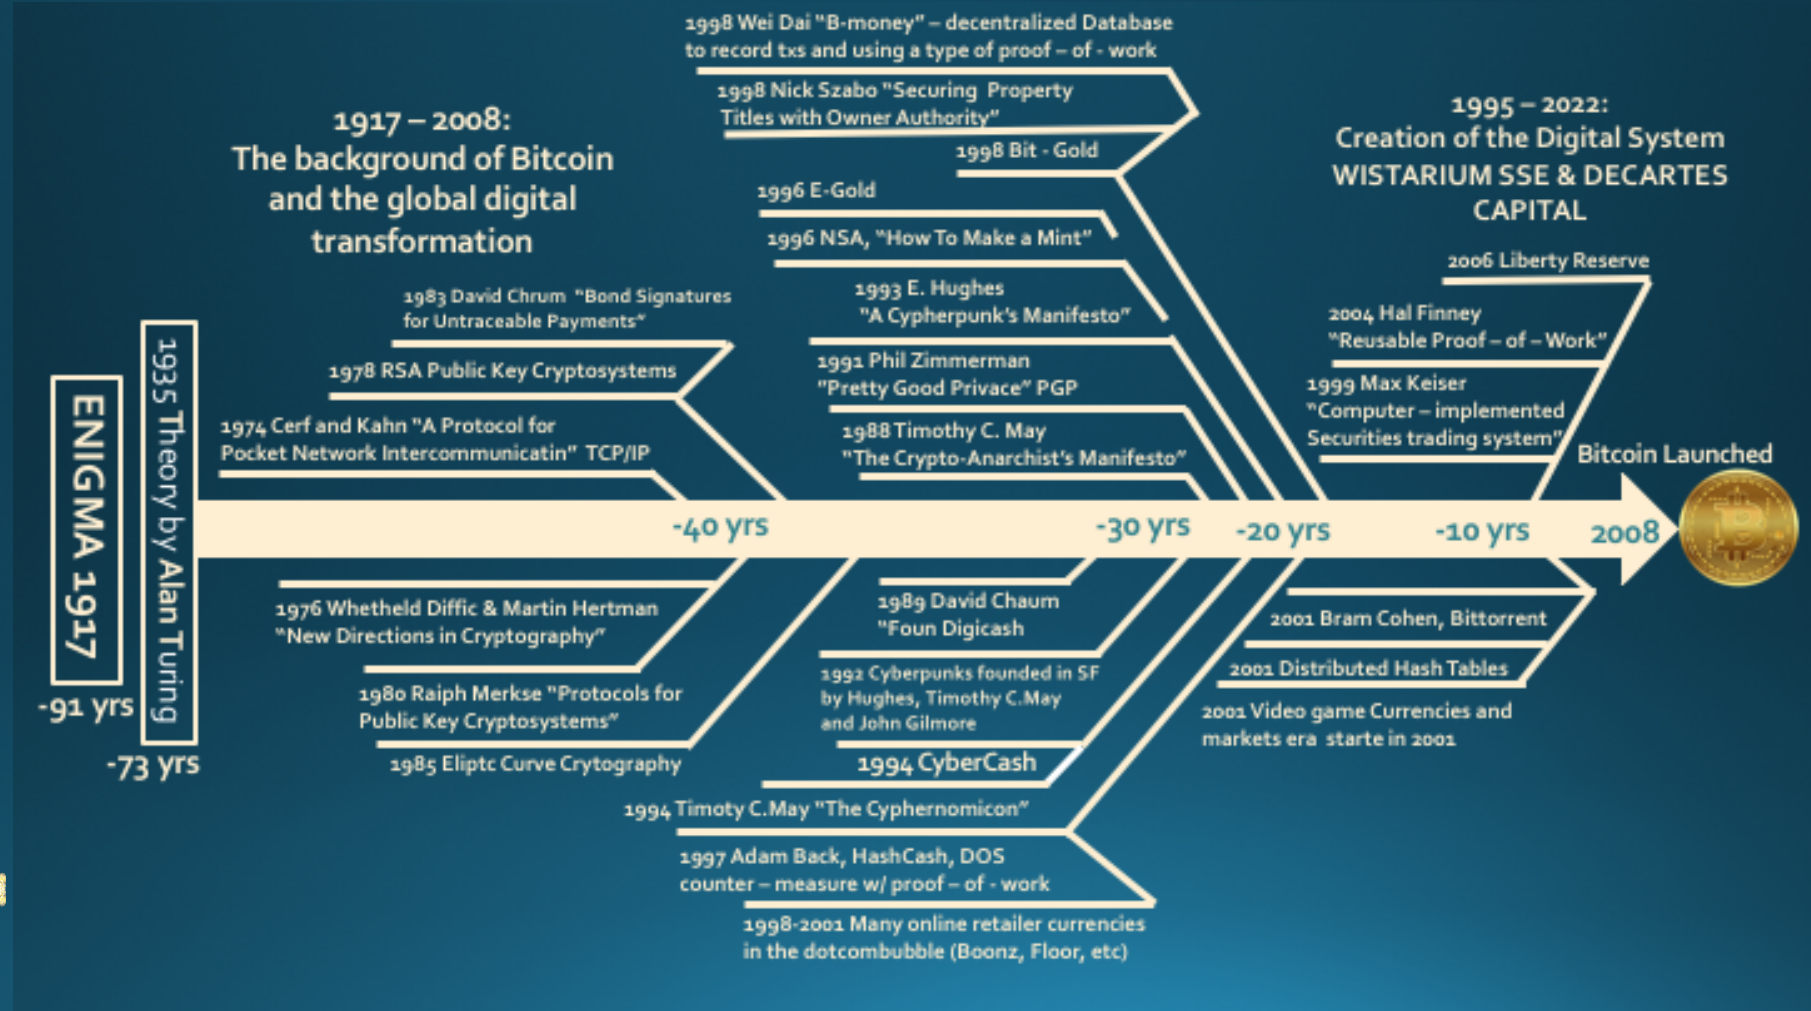 1998 Wei Dai “B-money” – decentralized Database
to record txs and using a type of proof – of - work
1998 Nick Szabo “Securing Property
Titles with Owner Authority”
1998 Bit - Gold
1996 E-Gold
1996 NSA, “How To Make a Mint”
1993 E. Hughes
“A Cypherpunk’s Manifesto”
1991 Phil Zimmerman
“Pretty Good Privace” PGP
1988 Timothy C. May
“The Crypto-Anarchist’s Manifesto”
1917 – 2008:
The background of Bitcoin
and the global digital
transformation
1983 David Chrum “Bond Signatures
for Untraceable Payments”
1978 RSA Public Key Cryptosystems
1974 Cerf and Kahn “A Protocol for
Pocket Network Intercommunicatin” TCP/IP
1995 – 2022:
Creation of the Digital System
WISTARIUM SSE & DECARTES
CAPITAL
2006 Liberty Reserve
2004 Hal Finney
“Reusable Proof – of – Work”
1999 Max Keiser
“Computer – implemented
Securities trading system”
Bitcoin Launched
ENIGMA 1917
-91 yrs
1935 Theory by Alan Turing
-73 yrs
-40 yrs
-30 yrs
-20 yrs
-10 yrs
2008
1976 Whetheld Diffic & Martin Hertman
“New Directions in Cryptography”
1980 Raiph Merkse “Protocols for
Public Key Cryptosystems”
1985 Eliptc Curve Crytography
1989 David Chaum
“Foun Digicash
1992 Cyberpunks founded in SF
by Hughes, Timothy C.May
and John Gilmore
1994 CyberCash
1994 Timoty C.May “The Cyphernomicon”
1997 Adam Back, HashCash, DOS
counter – measure w/ proof – of - work
1998-2001 Many online retailer currencies
in the dotcombubble (Boonz, Floor, etc)
2001 Bram Cohen, Bittorrent
2001 Distributed Hash Tables
2001 Video game Currencies and
markets era starte in 2001